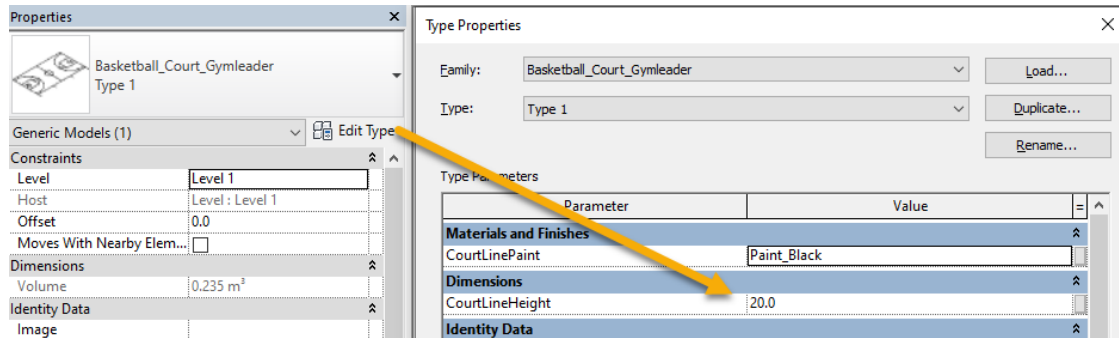 Properties
Basketball_Court_Gymleader
Type 1
Generic Models (1)
Edit Type
Constraints
Level Level 1
Host Level : Level 1
Offset 0.0
Moves With Nearby Elem...
Dimensions
Volume 0.235 m³
Identity Data
Image
Type Properties
Family: Basketball_Court_Gymleader Load...
Type: Type 1 Duplicate...
Rename...
Type Parameters
Parameter Value =
Materials and Finishes
CourtLinePaint Paint_Black
Dimensions
CourtLineHeight 20.0
Identity Data